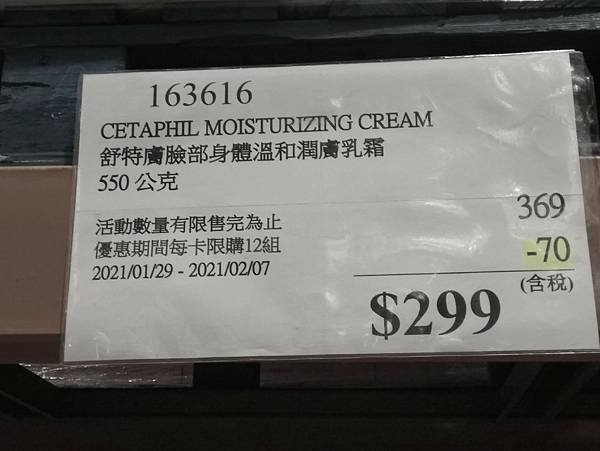 163616
CETAPHIL MOISTURIZING CREAM
舒特膚臉部身體溫和潤膚乳霜
550 公克
369
活動數量有限售完為止
-70
優惠期間每卡限購12組
(含稅)
2021/01/29 - 2021/02/07
$299